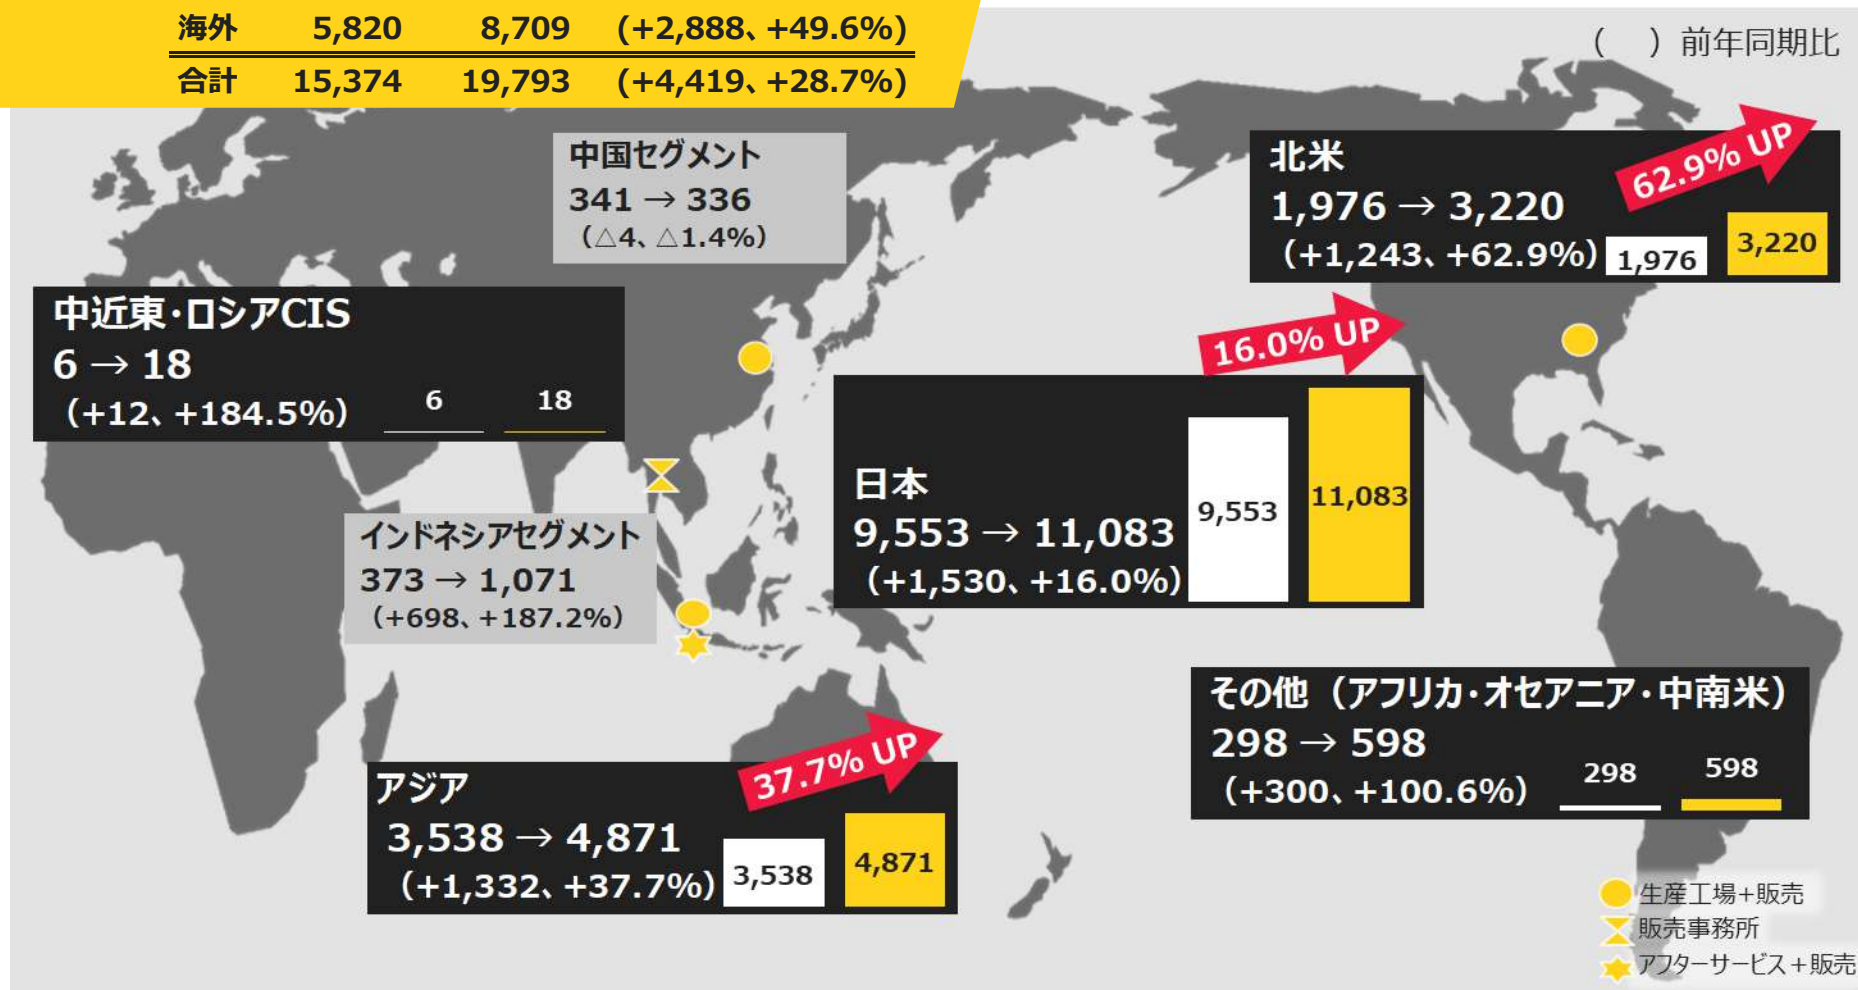 海外 5,820 8,709 (+2,888、+49.6%)
合計 15,374 19,793 (+4,419、+28.7%)
（　）前年同期比
中国セグメント
341 → 336
（△4、△1.4%）
北米
1,976 → 3,220
（+1,243、+62.9%）
1,976
3,220
62.9% UP
中近東・ロシアCIS
6 → 18
（+12、+184.5%）
6
18
16.0% UP
日本
9,553 → 11,083
（+1,530、+16.0%）
9,553
11,083
インドネシアセグメント
373 → 1,071
（+698、+187.2%）
その他（アフリカ・オセアニア・中南米）
298 → 598
（+300、+100.6%）
298
598
37.7% UP
アジア
3,538 → 4,871
（+1,332、+37.7%）
3,538
4,871
生産工場+販売
販売事務所
アフターサービス＋販売